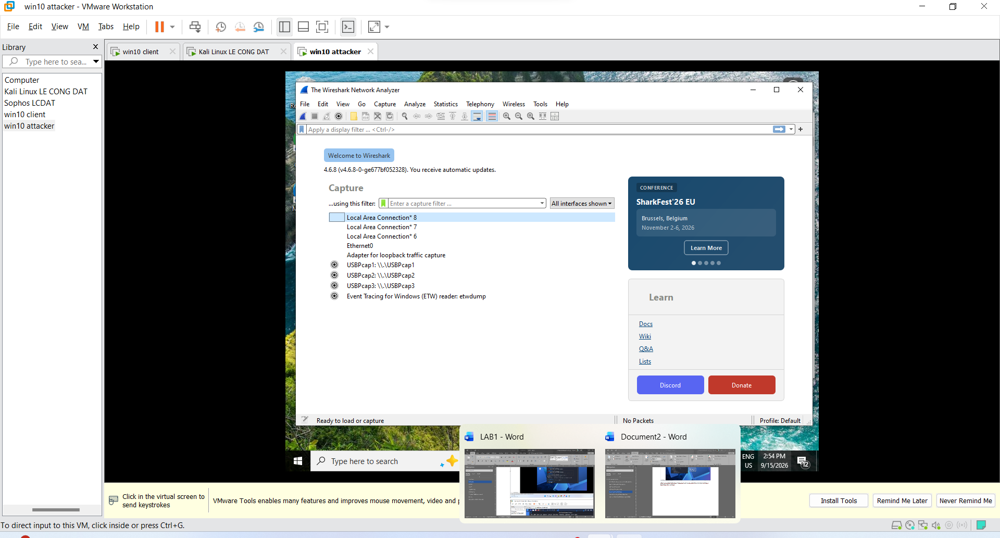 win10 attacker - VMware Workstation
File Edit View VM Tabs Help
Library
Type here to sea...
Computer
Kali Linux LE CONG DAT
Sophos LCDAT
win10 client
win10 attacker
win10 client
Kali Linux LE CONG DAT
win10 attacker
The Wireshark Network Analyzer
File Edit View Go Capture Analyze Statistics Telephony Wireless Tools Help
Apply a display filter ... <Ctrl-/>
Welcome to Wireshark
4.6.8 (v4.6.8-0-ge677bf052328). You receive automatic updates.
Capture
...using this filter: Enter a capture filter ... All interfaces shown
Local Area Connection* 8
Local Area Connection* 7
Local Area Connection* 6
Ethernet0
Adapter for loopback traffic capture
USBPcap1: \\.\USBPcap1
USBPcap2: \\.\USBPcap2
USBPcap3: \\.\USBPcap3
Event Tracing for Windows (ETW) reader: etwdump
CONFERENCE
SharkFest'26 EU
Brussels, Belgium
November 2-6, 2026
Learn More
Learn
Docs
Wiki
Q&A
Lists
Discord
Donate
Ready to load or capture
No Packets
Profile: Default
LAB1 - Word
Document2 - Word
Type here to search
ENG
US
2:54 PM
9/15/2026
12
Click in the virtual screen to
send keystrokes
VMware Tools enables many features and improves mouse movement, video and p
Install Tools
Remind Me Later
Never Remind Me
To direct input to this VM, click inside or press Ctrl+G.